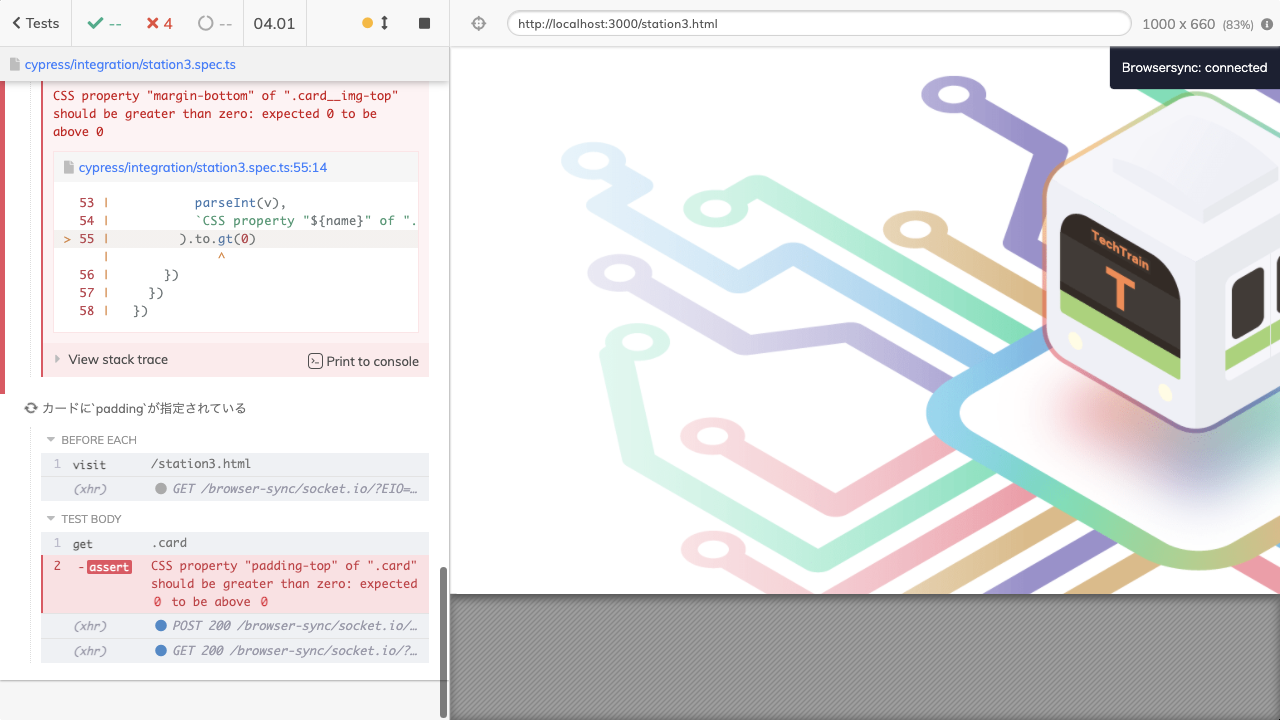 Tests
--
4
--
04.01
http://localhost:3000/station3.html
1000 x 660 (83%)
cypress/integration/station3.spec.ts
Browsersync: connected
CSS property "margin-bottom" of ".card__img-top"
should be greater than zero: expected 0 to be
above 0
cypress/integration/station3.spec.ts:55:14
53 | parseInt(v),
54 | `CSS property "${name}" of ".
> 55 | ).to.gt(0)
| ^
56 | })
57 | })
58 | })
View stack trace
Print to console
カードに`padding`が指定されている
BEFORE EACH
1 visit /station3.html
(xhr) GET /browser-sync/socket.io/?EIO=…
TEST BODY
1 get .card
2 -assert CSS property "padding-top" of ".card"
should be greater than zero: expected
0 to be above 0
(xhr) POST 200 /browser-sync/socket.io/…
(xhr) GET 200 /browser-sync/socket.io/?…
TechTrain
T